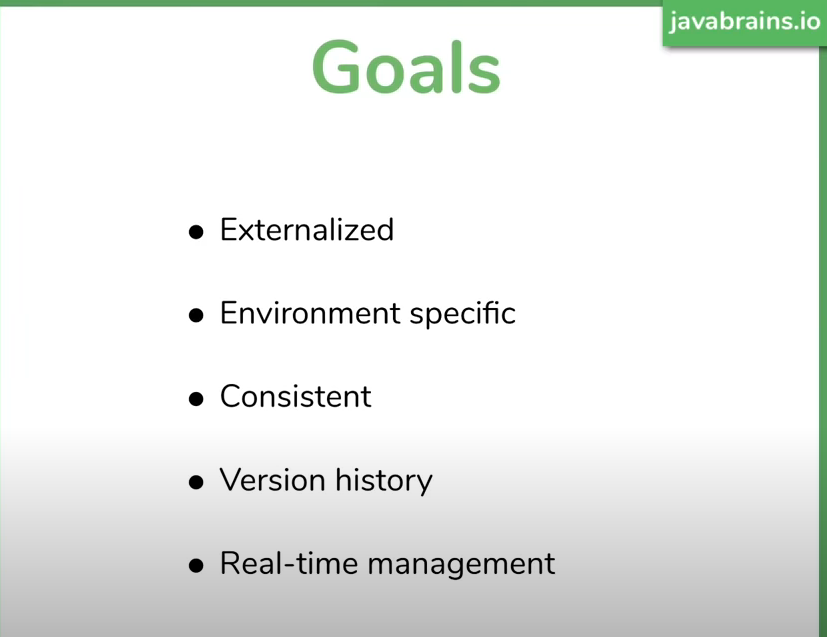 javabrains.io
Goals
● Externalized
● Environment specific
● Consistent
● Version history
● Real-time management